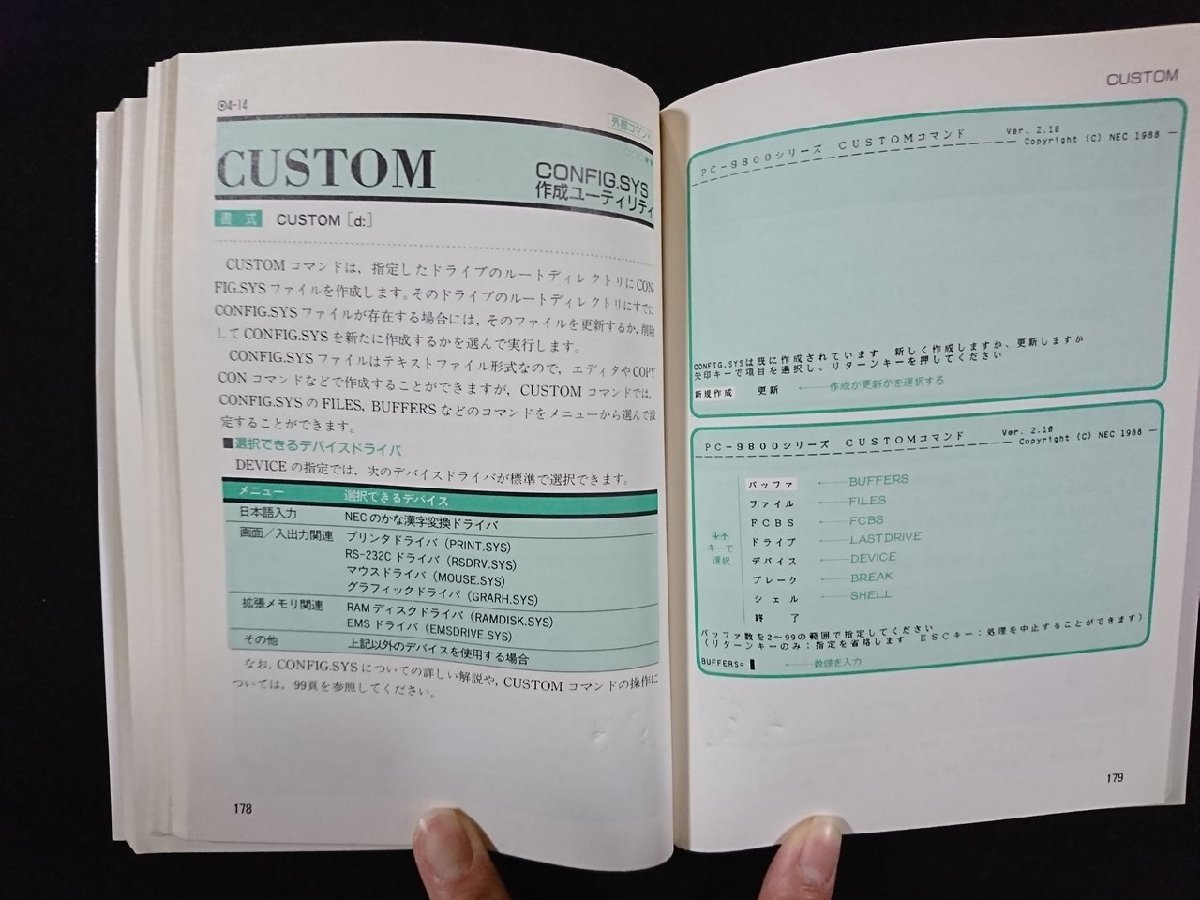 ⊙4-14
外部コマンド
CUSTOM
CONFIG.SYS
作成ユーティリティ
書式 CUSTOM [d:]
CUSTOM コマンドは、指定したドライブのルートディレクトリに CON
FIG.SYS ファイルを作成します。そのドライブのルートディレクトリにすでに
CONFIG.SYS ファイルが存在する場合には、そのファイルを更新するか、削除
して CONFIG.SYS を新たに作成するかを選んで実行します。
CONFIG.SYS ファイルはテキストファイル形式なので、エディタや COPY
CON コマンドなどで作成することができますが、CUSTOM コマンドでは、
CONFIG.SYS の FILES, BUFFERS などのコマンドをメニューから選んで設
定することができます。
■選択できるデバイスドライバ
DEVICE の指定では、次のデバイスドライバが標準で選択できます。
メニュー 選択できるデバイス
日本語入力 NECのかな漢字変換ドライバ
画面／入出力関連 プリンタドライバ（PRINT.SYS）
RS-232C ドライバ（RSDRV.SYS）
マウスドライバ（MOUSE.SYS）
グラフィックドライバ（GRARH.SYS）
拡張メモリ関連 RAM ディスクドライバ（RAMDISK.SYS）
EMS ドライバ（EMSDRIVE.SYS）
その他 上記以外のデバイスを使用する場合
なお、CONFIG.SYS についての詳しい解説や、CUSTOM コマンドの操作に
ついては、99頁を参照してください。
178
CUSTOM
PC-9800シリーズ CUSTOMコマンド Ver. 2.10
Copyright (C) NEC 1988
CONFIG.SYSは既に作成されています 新しく作成しますか、更新しますか
矢印キーで項目を選択し、リターンキーを押してください
新規作成 更新 ←作成か更新かを選択する
PC-9800シリーズ CUSTOMコマンド Ver. 2.10
Copyright (C) NEC 1988
バッファ ←BUFFERS
ファイル ←FILES
FCBS ←FCBS
ドライブ ←LASTDRIVE
デバイス ←DEVICE
ブレーク ←BREAK
シェル ←SHELL
終了
↓↑
キーで
選択
バッファ数を2～99の範囲で指定してください
（リターンキーのみ：指定を省略します ESCキー：処理を中止することができます）
BUFFERS= ←数値を入力
179